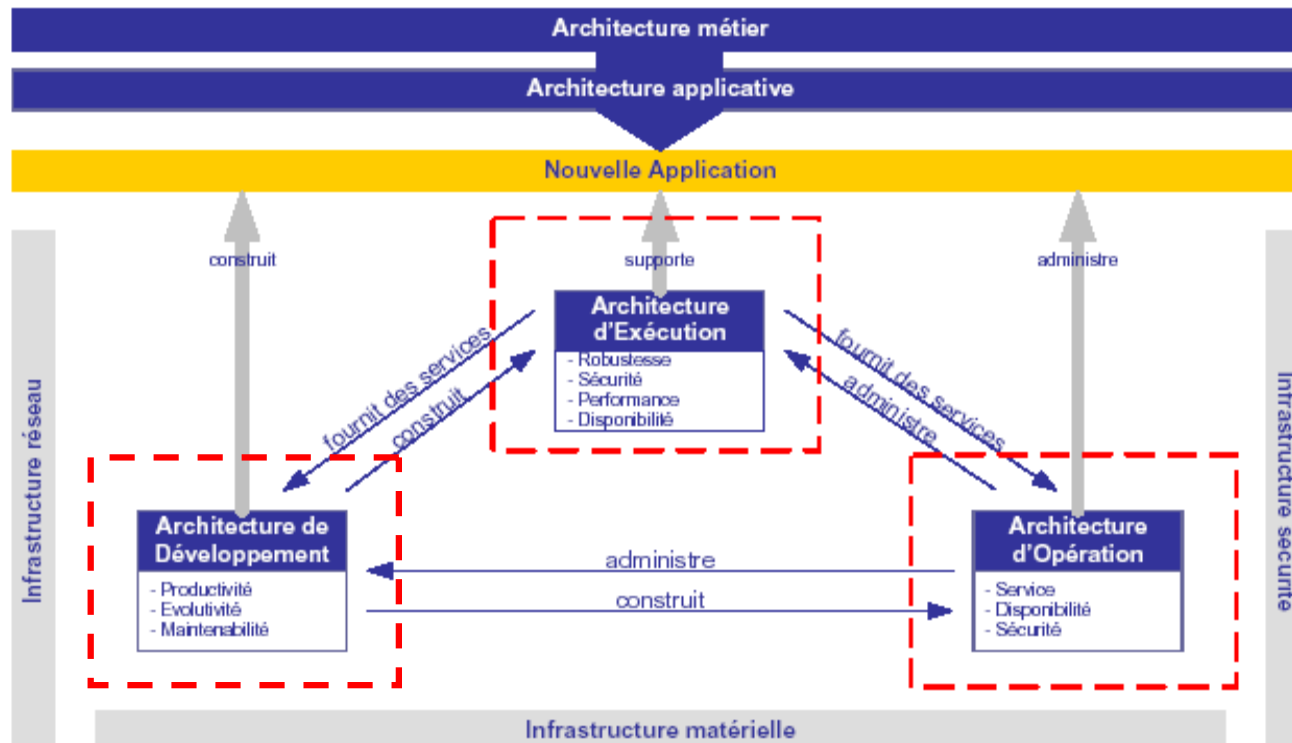 Architecture métier
Architecture applicative
Nouvelle Application
construit
supporte
administre
Architecture
d'Exécution
- Robustesse
- Sécurité
- Performance
- Disponibilité
fournit des services
construit
fournit des services
administre
Infrastructure réseau
Infrastructure securite
Architecture de
Développement
- Productivité
- Evolutivité
- Maintenabilité
administre
construit
Architecture
d'Opération
- Service
- Disponibilité
- Sécurité
Infrastructure matérielle